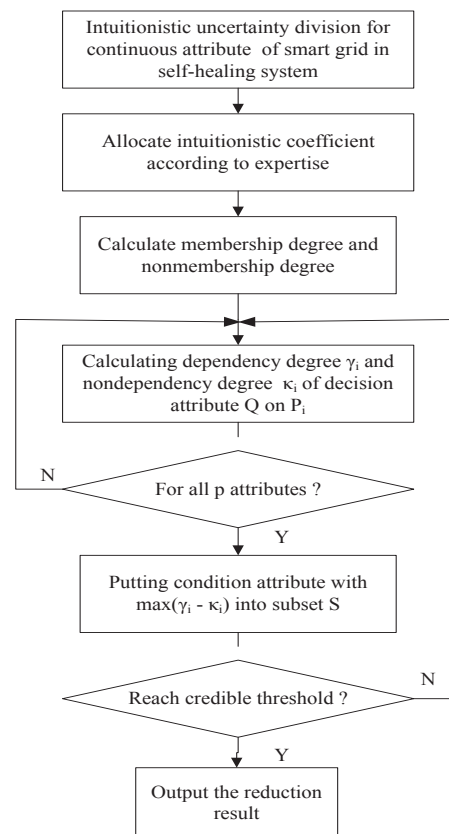 Intuitionistic uncertainty division for
continuous attribute of smart grid in
self-healing system
Allocate intuitionistic coefficient
according to expertise
Calculate membership degree and
nonmembership degree
Calculating dependency degree γᵢ and
nondependency degree κᵢ of decision
attribute Q on Pᵢ
N
For all p attributes ?
Y
Putting condition attribute with
max(γᵢ - κᵢ) into subset S
Reach credible threshold ?
N
Y
Output the reduction
result